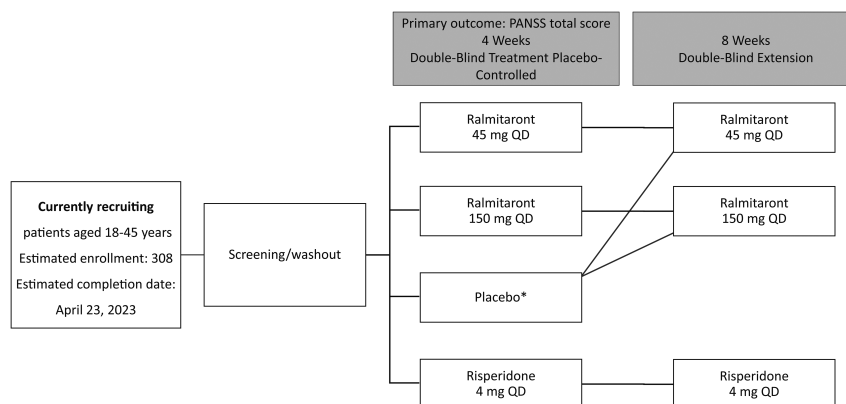 Primary outcome: PANSS total score
4 Weeks
Double-Blind Treatment Placebo-
Controlled
8 Weeks
Double-Blind Extension
Currently recruiting
patients aged 18-45 years
Estimated enrollment: 308
Estimated completion date:
April 23, 2023
Screening/washout
Ralmitaront
45 mg QD
Ralmitaront
45 mg QD
Ralmitaront
150 mg QD
Ralmitaront
150 mg QD
Placebo*
Risperidone
4 mg QD
Risperidone
4 mg QD